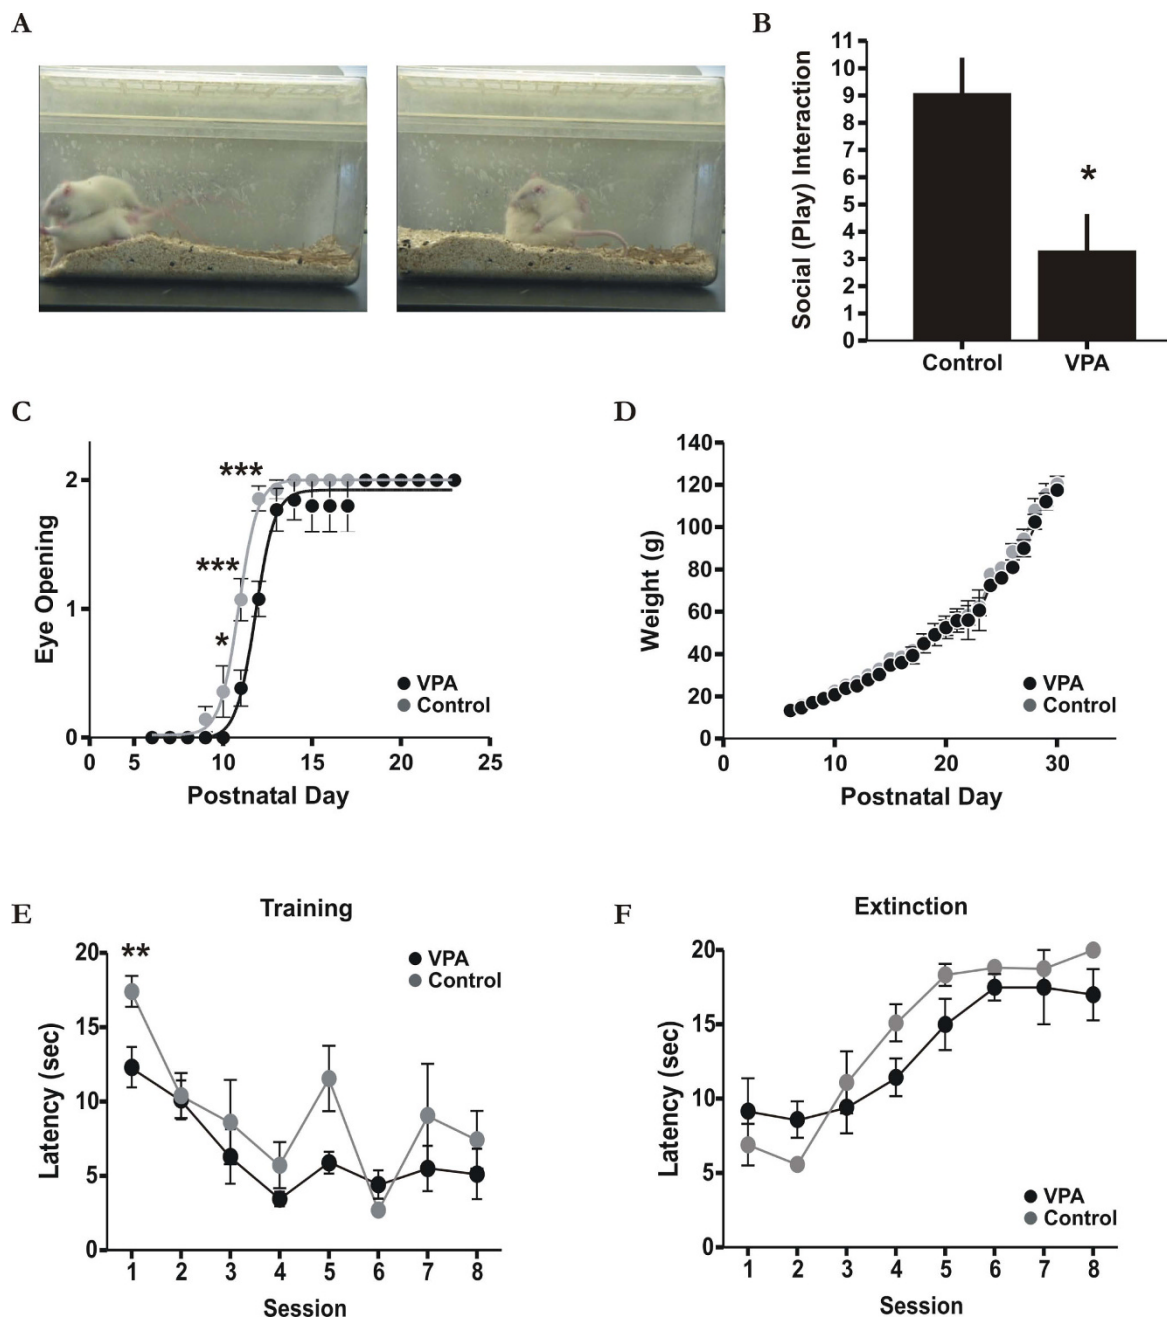 A
B
11
10
9
8
7
6
5
4
3
2
1
0
Social (Play) Interaction
*
Control
VPA
C
2
1
0
Eye Opening
***
***
*
VPA
Control
0
5
10
15
20
25
Postnatal Day
D
140
120
100
80
60
40
20
0
Weight (g)
VPA
Control
0
10
20
30
Postnatal Day
E
Training
20
15
10
5
0
Latency (sec)
**
VPA
Control
1 2 3 4 5 6 7 8
Session
F
Extinction
20
15
10
5
0
Latency (sec)
VPA
Control
1 2 3 4 5 6 7 8
Session